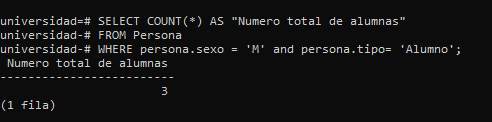 universidad=# SELECT COUNT(*) AS "Numero total de alumnas"
universidad-# FROM Persona
universidad-# WHERE persona.sexo = 'M' and persona.tipo= 'Alumno';
 Numero total de alumnas
-------------------------
                       3
(1 fila)